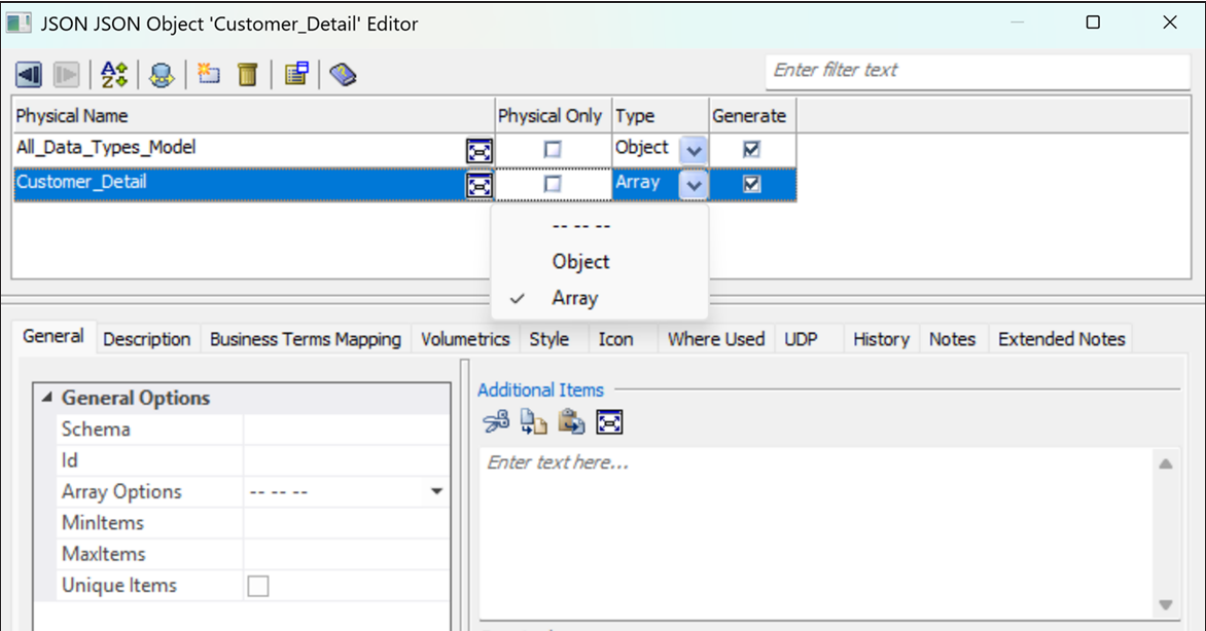 JSON JSON Object 'Customer_Detail' Editor
Enter filter text
Physical Name Physical Only Type Generate
All_Data_Types_Model Object
Customer_Detail Array
-- -- --
Object
Array
General Description Business Terms Mapping Volumetrics Style Icon Where Used UDP History Notes Extended Notes
General Options
Schema
Id
Array Options -- -- --
MinItems
MaxItems
Unique Items
Additional Items
Enter text here...